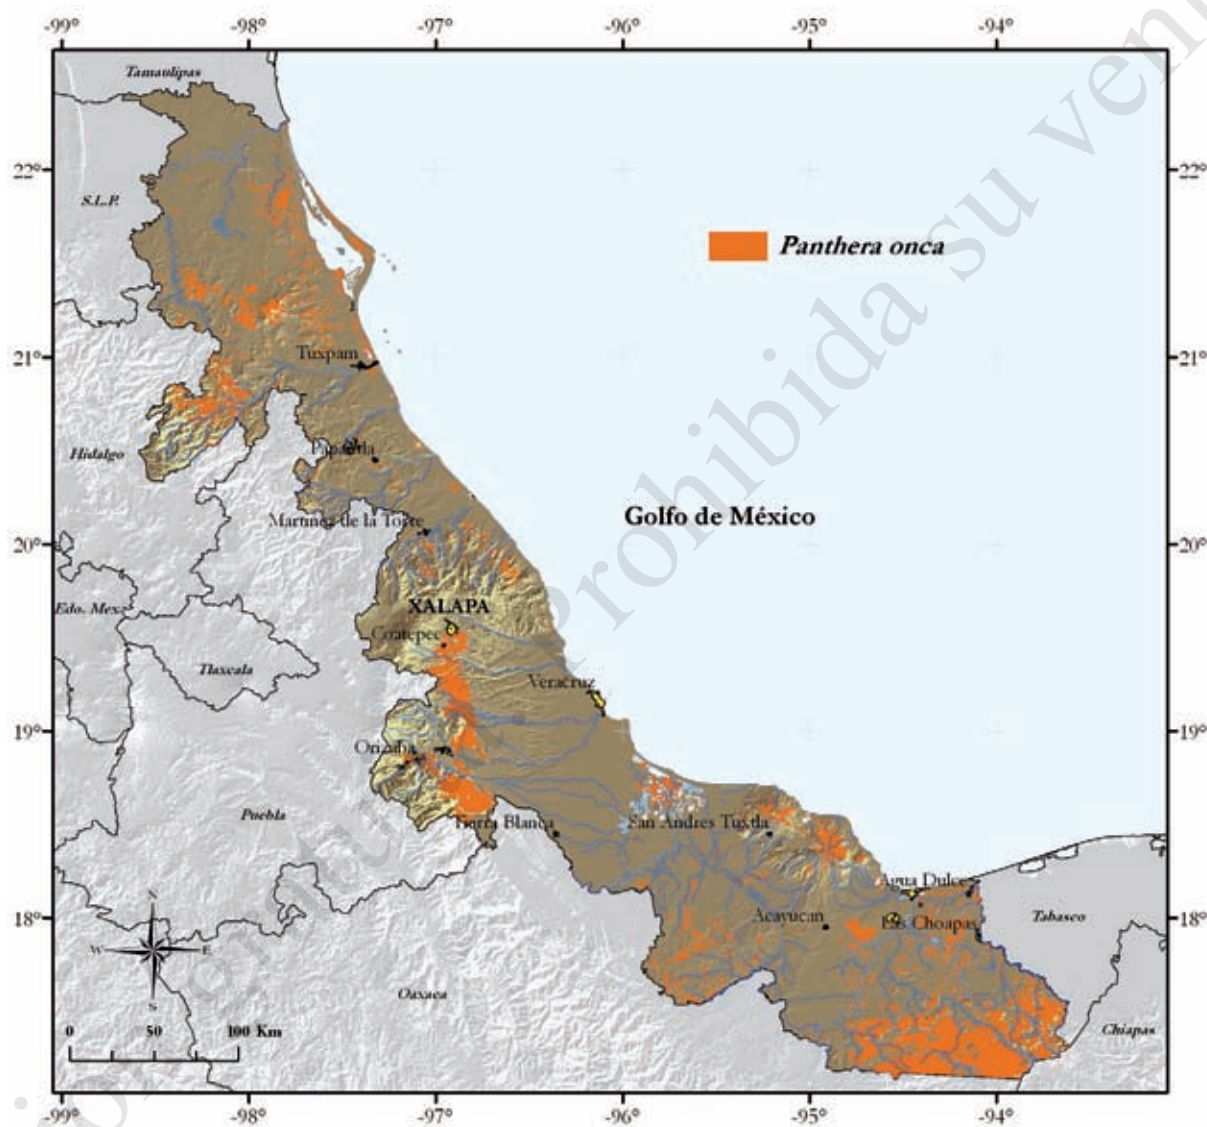 -99° -98° -97° -96° -95° -94°
Tamaulipas
22° 22°
S.L.P.
Panthera onca
21° 21°
Tuxpam
Hidalgo
Papantla
Golfo de México
Martínez de la Torre
20° 20°
Edo. Mex.
XALAPA
Coatepec
Tlaxcala
Veracruz
19° 19°
Orizaba
Puebla
Tierra Blanca
San Andres Tuxtla
Agua Dulce
18° 18°
Acayucan
Las Choapas
Tabasco
N
W E
S
Oaxaca
Chiapas
0 50 100 Km
-99° -98° -97° -96° -95° -94°
Prohibida su